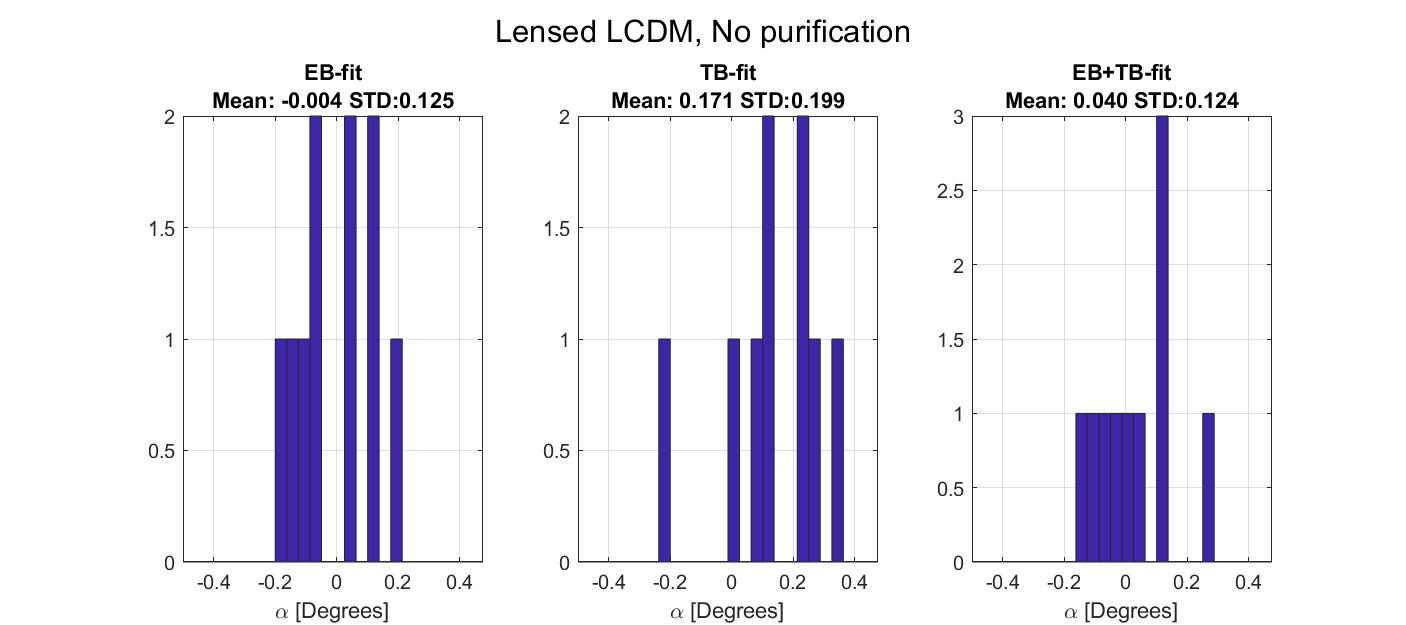 Lensed LCDM, No purification
EB-fit
Mean: -0.004 STD:0.125
2
1.5
1
0.5
0
-0.4 -0.2 0 0.2 0.4
α [Degrees]
TB-fit
Mean: 0.171 STD:0.199
2
1.5
1
0.5
0
-0.4 -0.2 0 0.2 0.4
α [Degrees]
EB+TB-fit
Mean: 0.040 STD:0.124
3
2.5
2
1.5
1
0.5
0
-0.4 -0.2 0 0.2 0.4
α [Degrees]